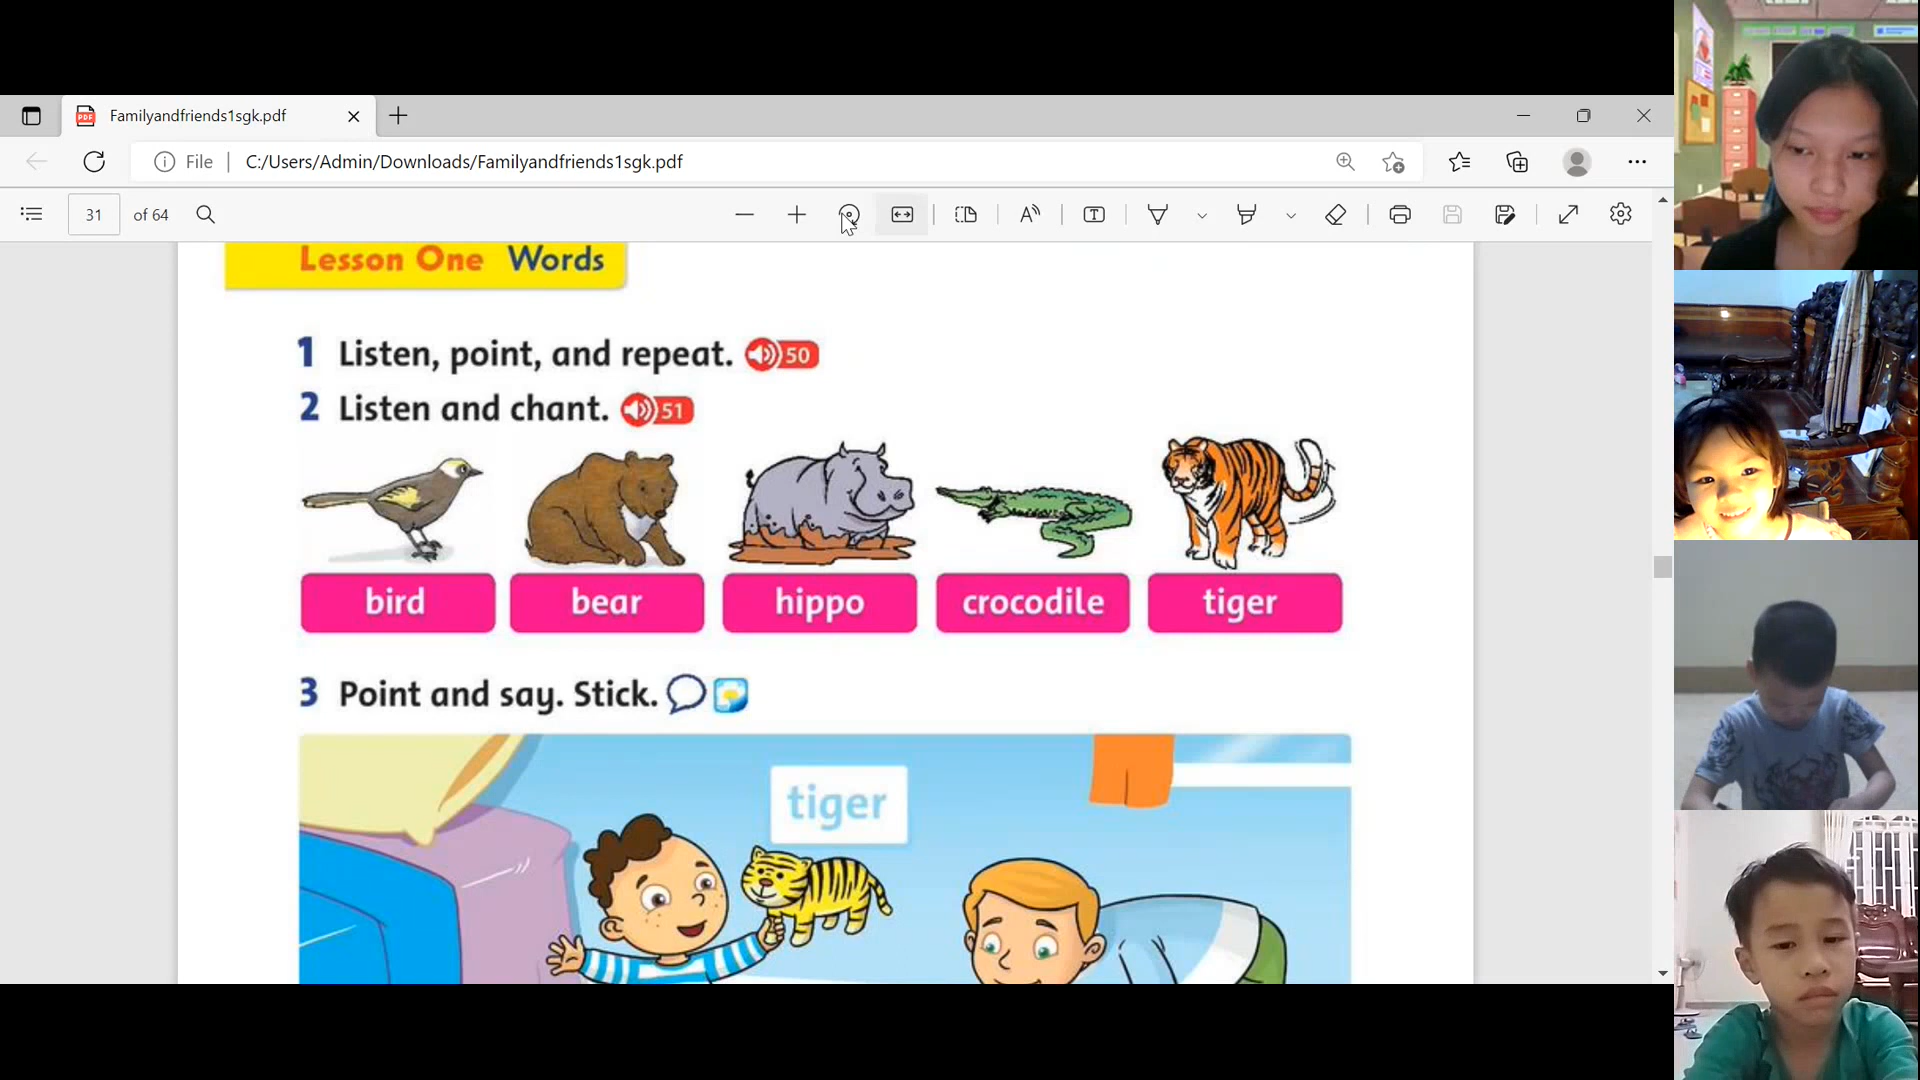 Familyandfriends1sgk.pdf
File
C:/Users/Admin/Downloads/Familyandfriends1sgk.pdf
31 of 64
Lesson One Words
1 Listen, point, and repeat. 50
2 Listen and chant. 51
bird bear hippo crocodile tiger
3 Point and say. Stick.
tiger